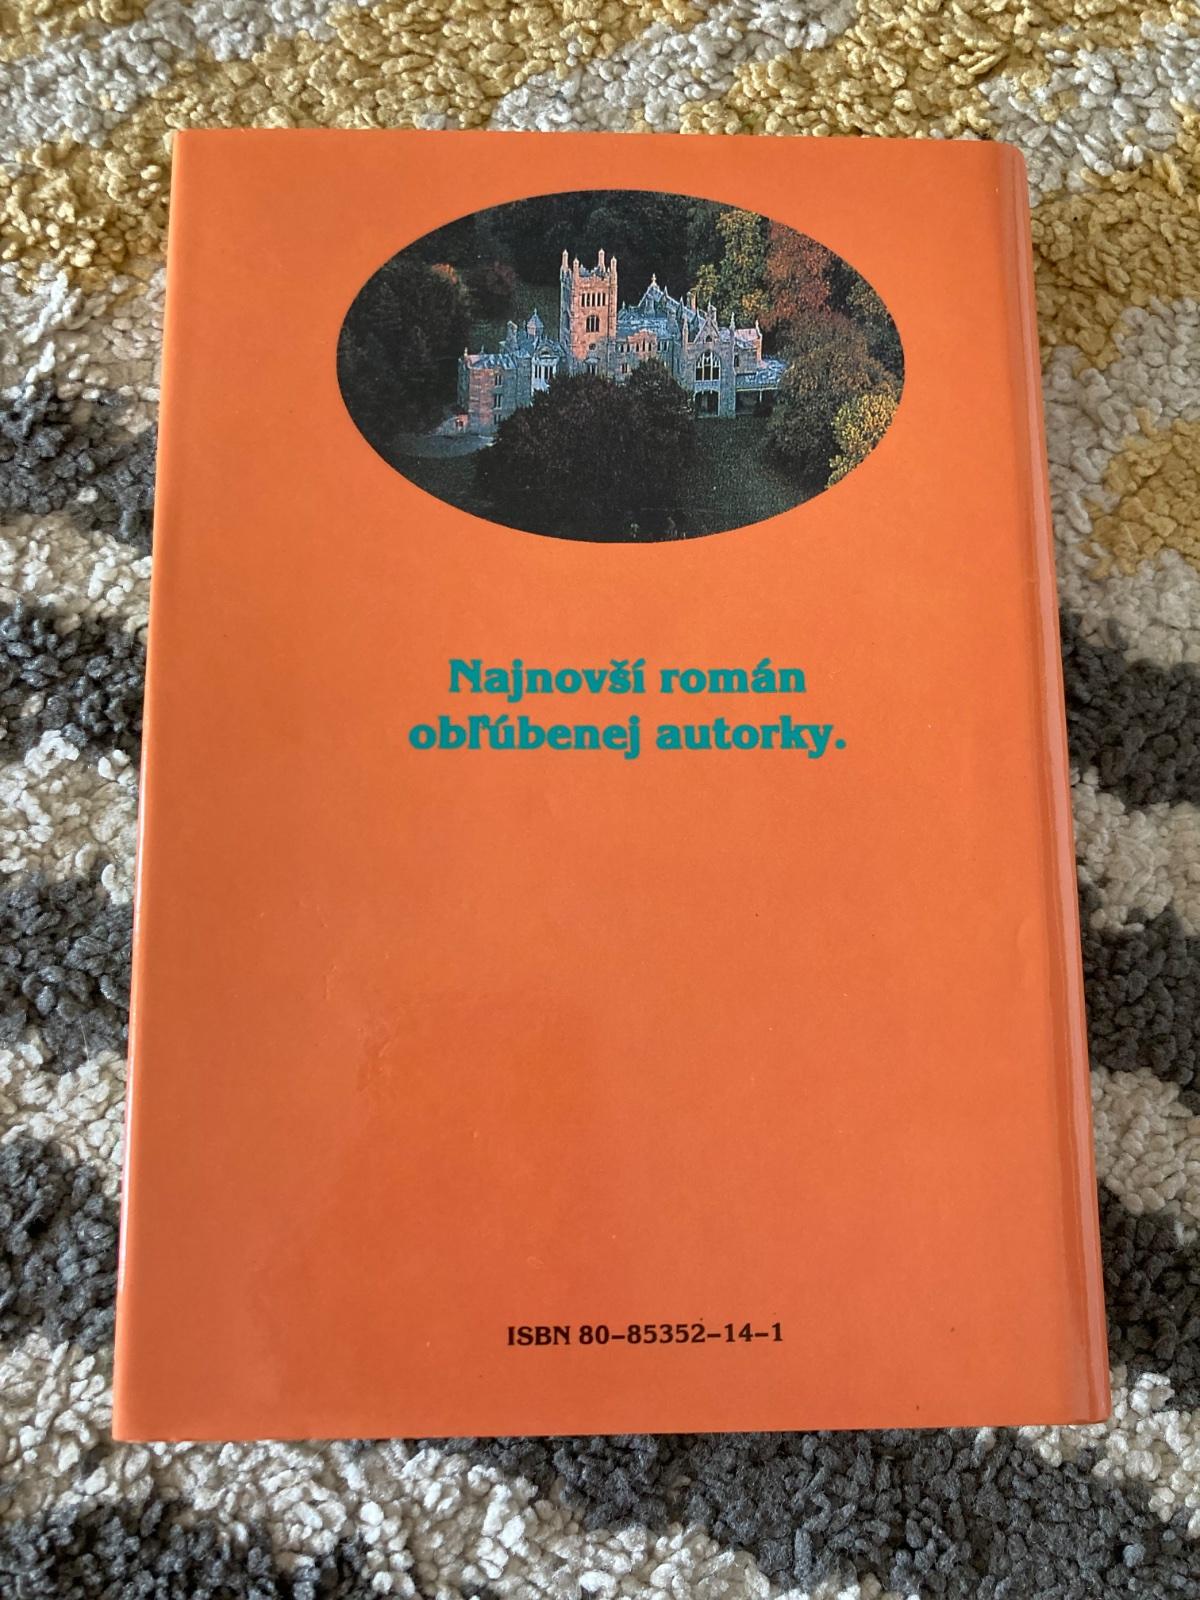 Najnovší román
obľúbenej autorky.
ISBN 80-85352-14-1